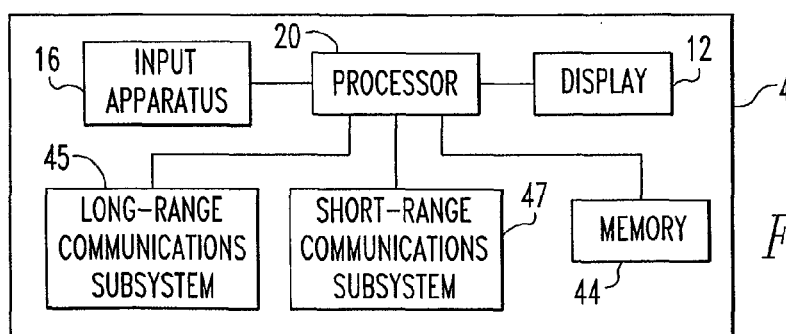 20
16
INPUT
APPARATUS
PROCESSOR
DISPLAY
12
4
45
LONG-RANGE
COMMUNICATIONS
SUBSYSTEM
SHORT-RANGE
COMMUNICATIONS
SUBSYSTEM
47
MEMORY
44
F